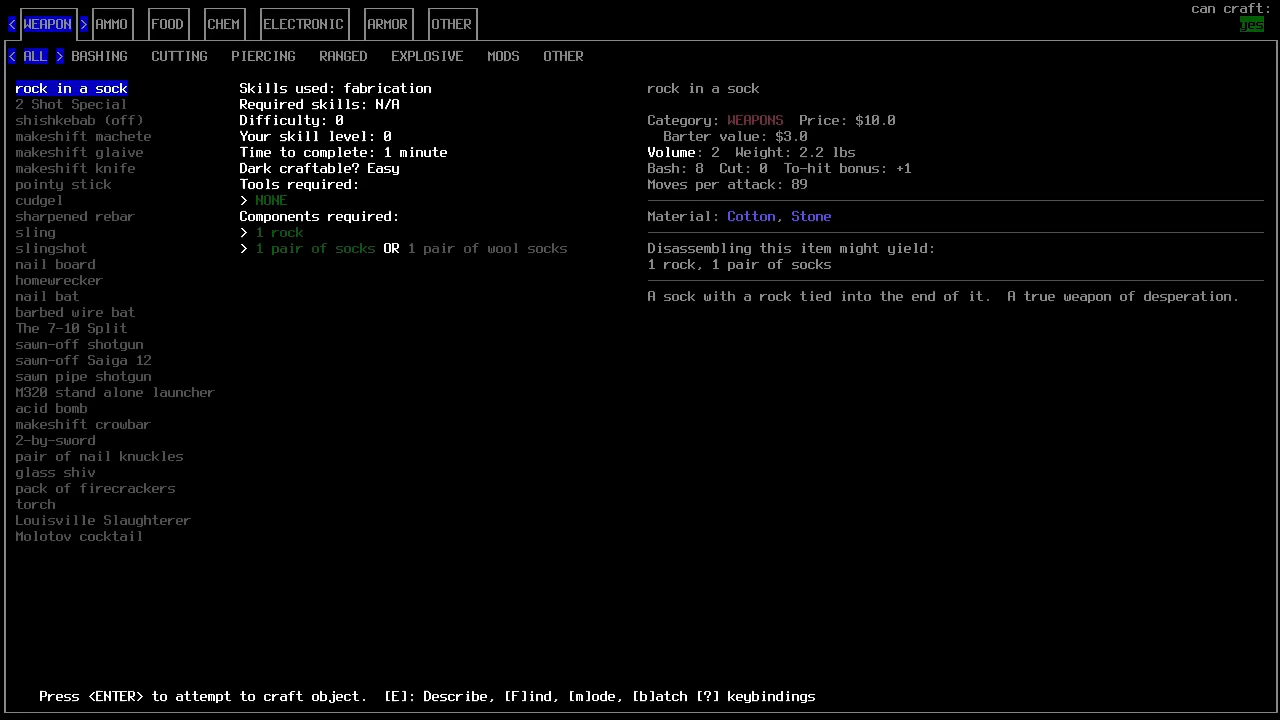 can craft:
< WEAPON > AMMO FOOD CHEM ELECTRONIC ARMOR OTHER yes
< ALL > BASHING CUTTING PIERCING RANGED EXPLOSIVE MODS OTHER
rock in a sock Skills used: fabrication rock in a sock
2 Shot Special Required skills: N/A
shishkebab (off) Difficulty: 0 Category: WEAPONS Price: $10.0
makeshift machete Your skill level: 0 Barter value: $3.0
makeshift glaive Time to complete: 1 minute Volume: 2 Weight: 2.2 lbs
makeshift knife Dark craftable? Easy Bash: 8 Cut: 0 To-hit bonus: +1
pointy stick Tools required: Moves per attack: 89
cudgel > NONE
sharpened rebar Components required: Material: Cotton, Stone
sling > 1 rock
slingshot > 1 pair of socks OR 1 pair of wool socks Disassembling this item might yield:
nail board 1 rock, 1 pair of socks
homewrecker
nail bat A sock with a rock tied into the end of it. A true weapon of desperation.
barbed wire bat
The 7-10 Split
sawn-off shotgun
sawn-off Saiga 12
sawn pipe shotgun
M320 stand alone launcher
acid bomb
makeshift crowbar
2-by-sword
pair of nail knuckles
glass shiv
pack of firecrackers
torch
Louisville Slaughterer
Molotov cocktail
Press <ENTER> to attempt to craft object. [E]: Describe, [F]ind, [m]ode, [b]atch [?] keybindings